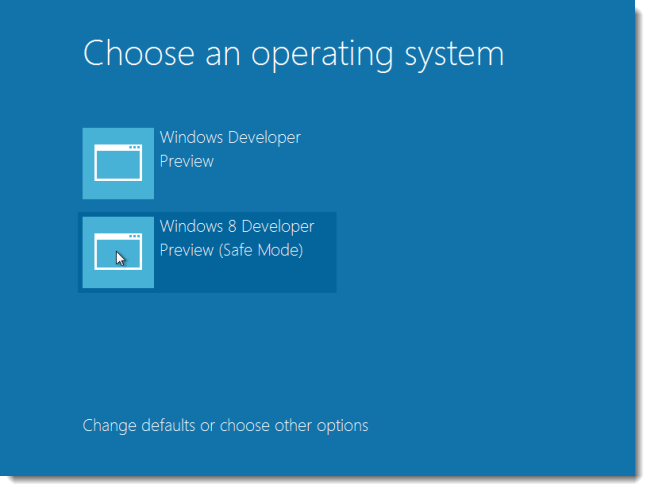 Choose an operating system
Windows Developer
Preview
Windows 8 Developer
Preview (Safe Mode)
Change defaults or choose other options